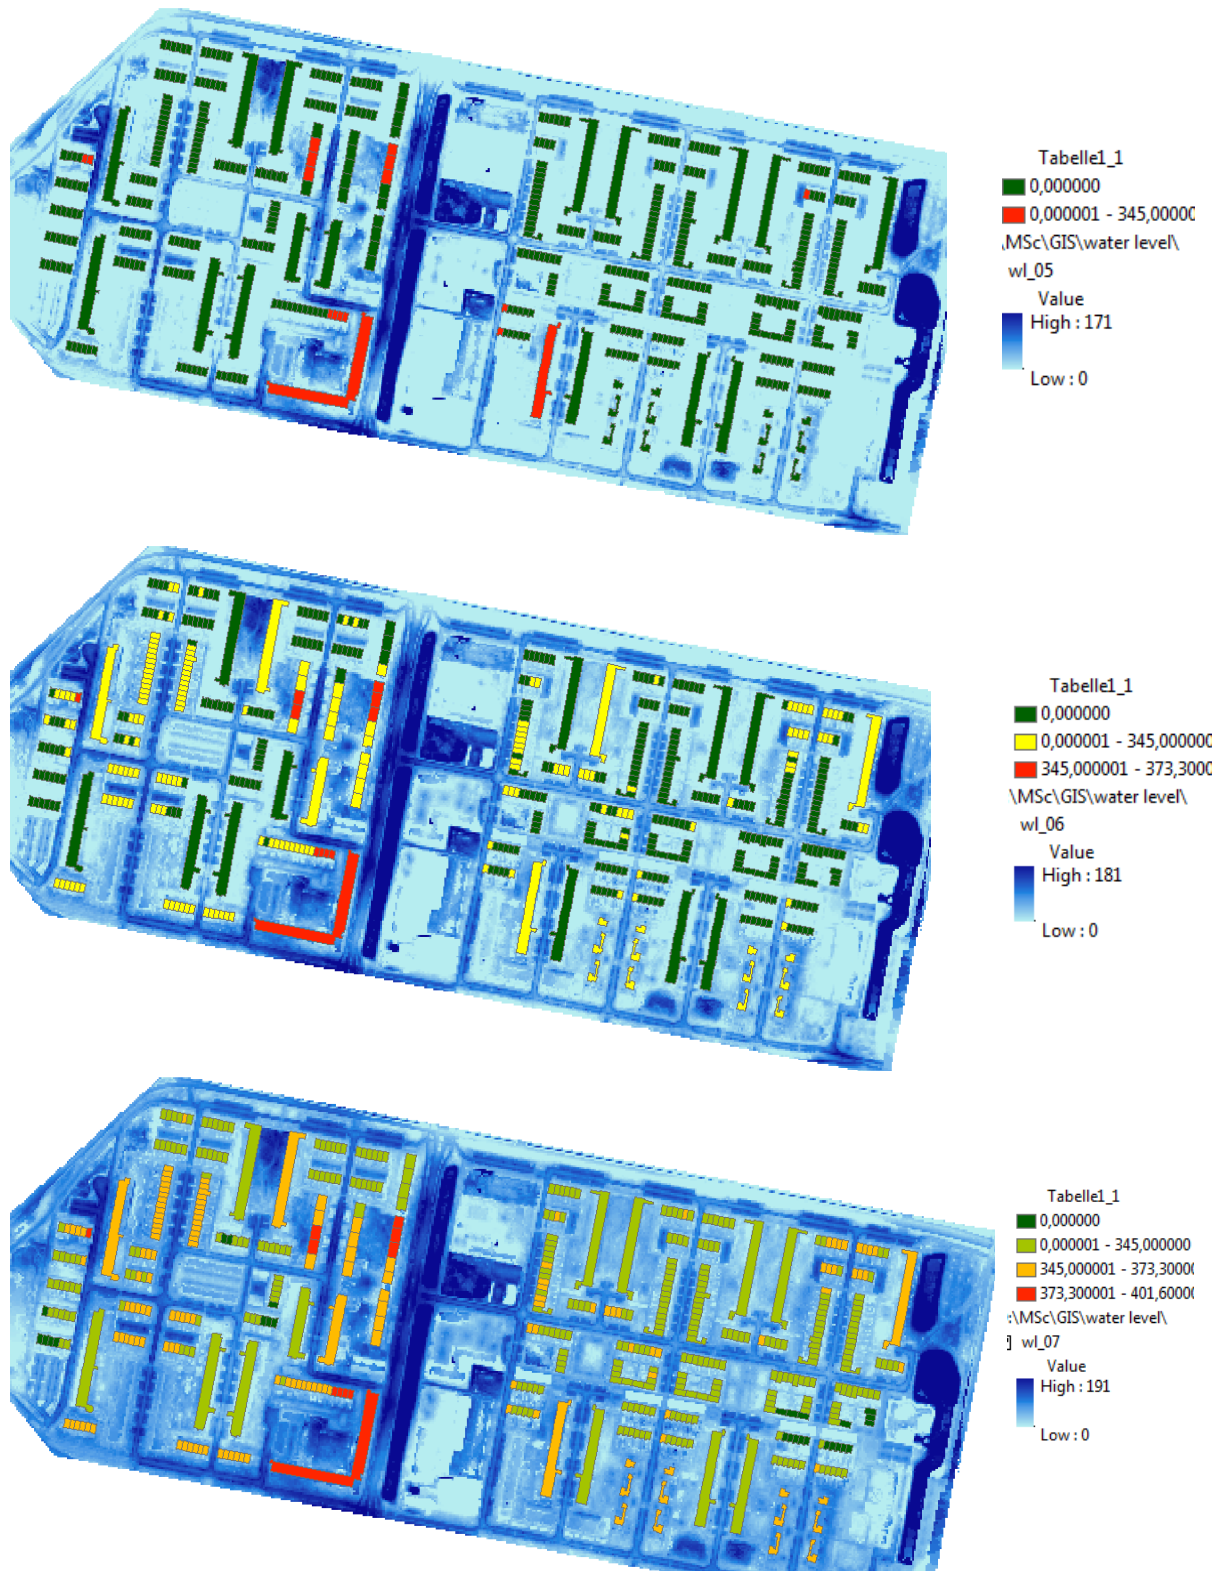 Tabelle1_1
0,000000
0,000001 - 345,00000
\MSc\GIS\water level\
wl_05
Value
High : 171
Low : 0
Tabelle1_1
0,000000
0,000001 - 345,000000
345,000001 - 373,3000
\MSc\GIS\water level\
wl_06
Value
High : 181
Low : 0
Tabelle1_1
0,000000
0,000001 - 345,000000
345,000001 - 373,30000
373,300001 - 401,60000
:\MSc\GIS\water level\
wl_07
Value
High : 191
Low : 0